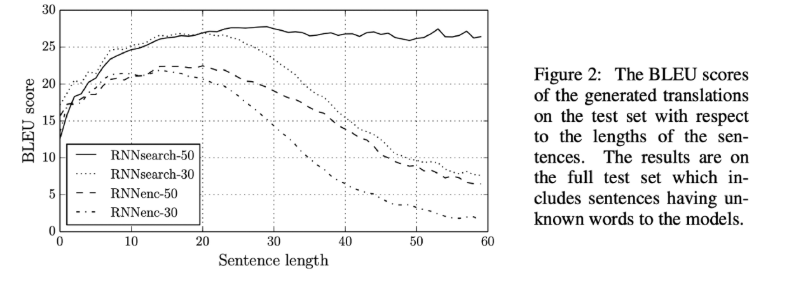 30
25
20
15
10
5
0
BLEU score
RNNsearch-50
RNNsearch-30
RNNenc-50
RNNenc-30
0 10 20 30 40 50 60
Sentence length
Figure 2: The BLEU scores
of the generated translations
on the test set with respect
to the lengths of the sen-
tences. The results are on
the full test set which in-
cludes sentences having un-
known words to the models.